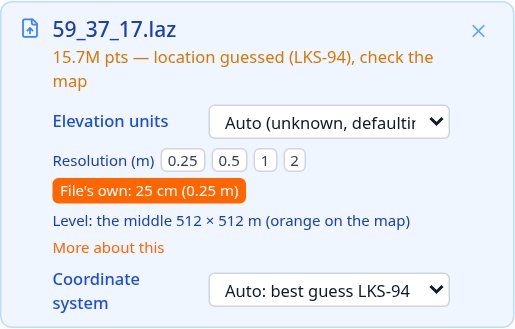 59_37_17.laz
15.7M pts — location guessed (LKS-94), check the
map
Elevation units
Auto (unknown, defaultin
Resolution (m) 0.25 0.5 1 2
File's own: 25 cm (0.25 m)
Level: the middle 512 × 512 m (orange on the map)
More about this
Coordinate
system
Auto: best guess LKS-94